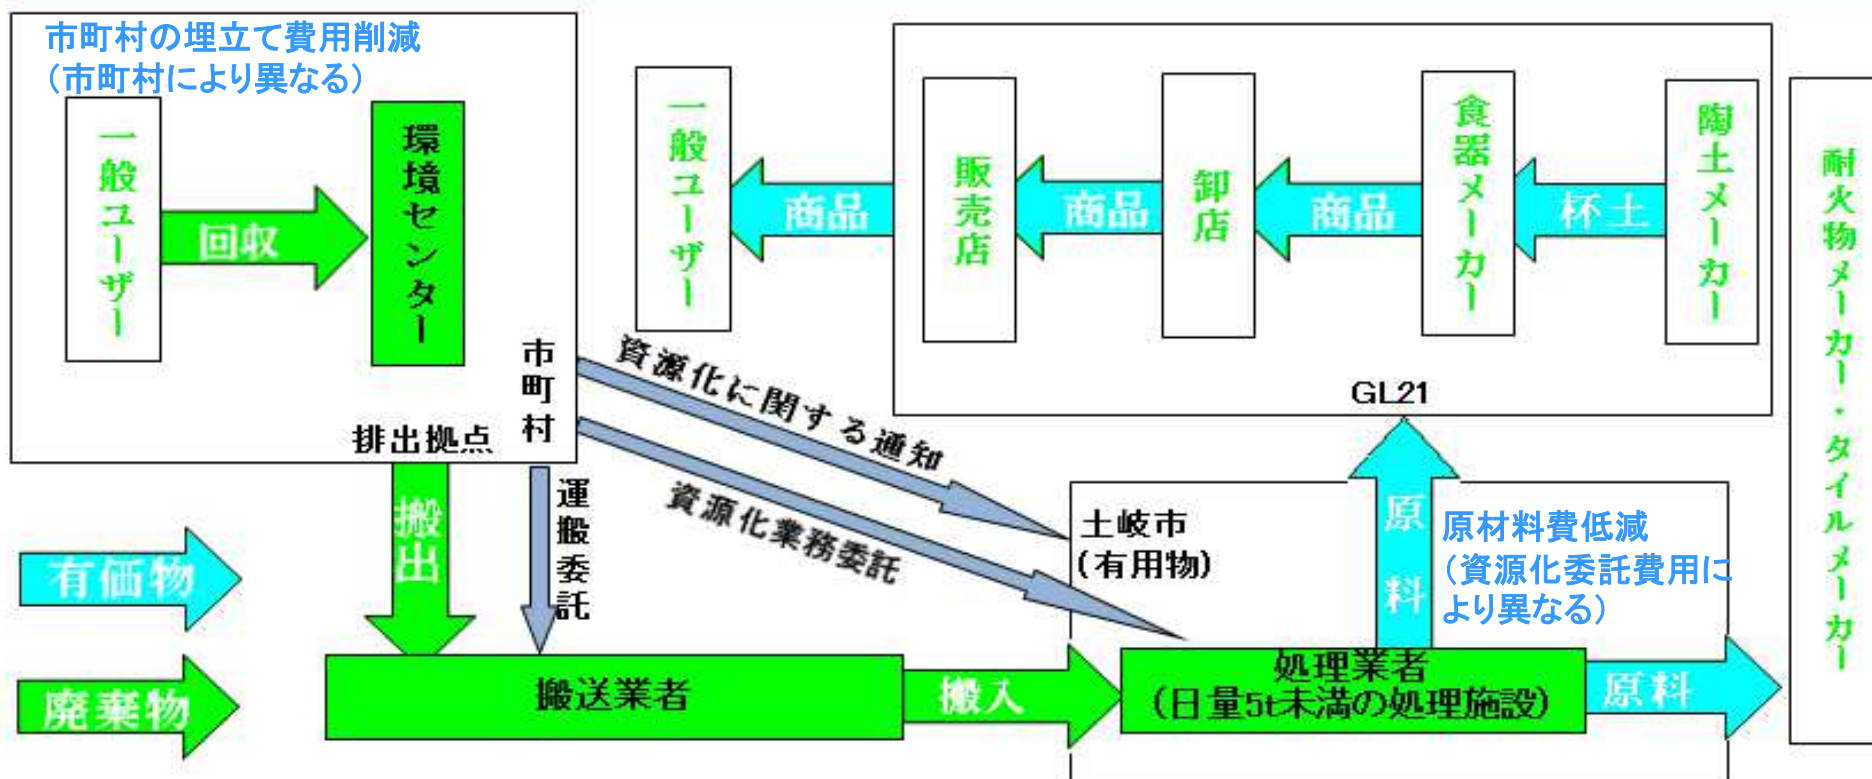 市町村の埋立て費用削減
（市町村により異なる）
一般ユーザー
回収
環境センター
市町村
排出拠点
一般ユーザー
商品
販売店
商品
卸店
商品
食器メーカー
杯土
陶土メーカー
GL21
耐火物メーカー・タイルメーカー
資源化に関する通知
資源化業務委託
搬出
運搬委託
有価物
廃棄物
搬送業者
搬入
土岐市
(有用物)
原料
原材料費低減
（資源化委託費用に
より異なる）
処理業者
(日量5t未満の処理施設)
原料